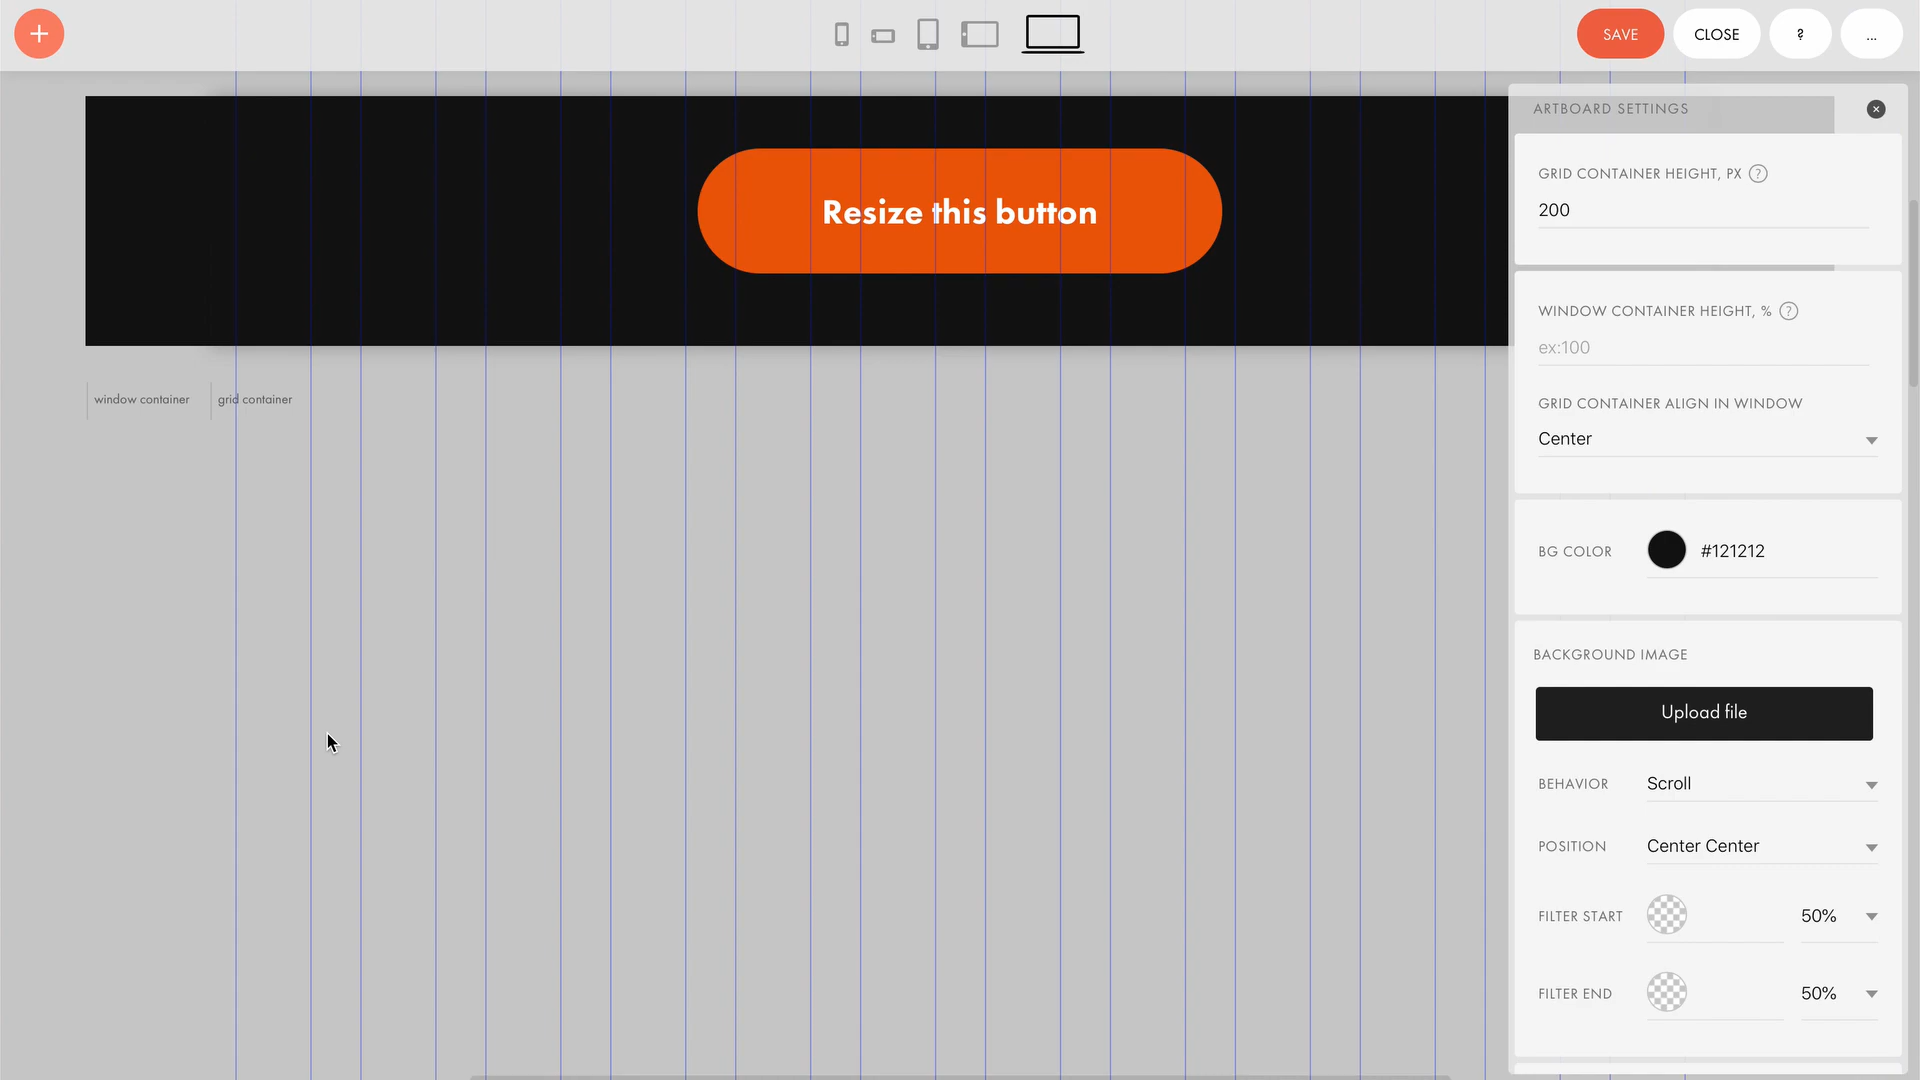 SAVE
CLOSE
?
...
ARTBOARD SETTINGS
GRID CONTAINER HEIGHT, PX ?
200
Resize this button
WINDOW CONTAINER HEIGHT, % ?
ex:100
window container
grid container
GRID CONTAINER ALIGN IN WINDOW
Center
BG COLOR
#121212
BACKGROUND IMAGE
Upload file
BEHAVIOR
Scroll
POSITION
Center Center
FILTER START
50%
FILTER END
50%